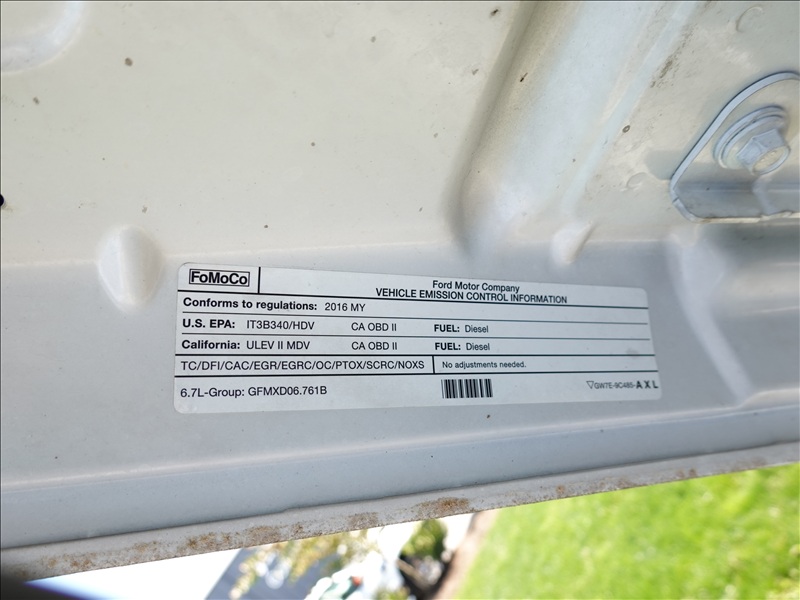 FoMoCo
Ford Motor Company
VEHICLE EMISSION CONTROL INFORMATION
Conforms to regulations: 2016 MY
U.S. EPA: IT3B340/HDV CA OBD II FUEL: Diesel
California: ULEV II MDV CA OBD II FUEL: Diesel
TC/DFI/CAC/EGR/EGRC/OC/PTOX/SCRC/NOXS No adjustments needed.
6.7L-Group: GFMXD06.761B
GW7E-9C485-AXL